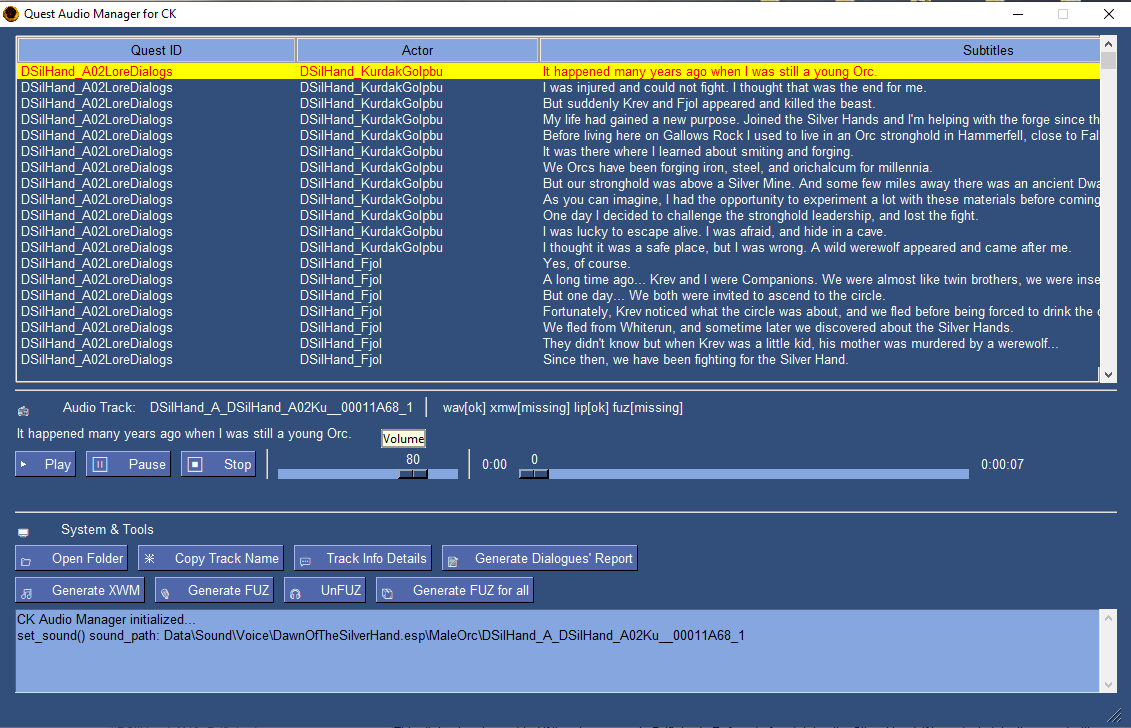 Quest Audio Manager for CK
Quest ID Actor Subtitles
DSilHand_A02LoreDialogs DSilHand_KurdakGolpbu It happened many years ago when I was still a young Orc.
DSilHand_A02LoreDialogs DSilHand_KurdakGolpbu I was injured and could not fight. I thought that was the end for me.
DSilHand_A02LoreDialogs DSilHand_KurdakGolpbu But suddenly Krev and Fjol appeared and killed the beast.
DSilHand_A02LoreDialogs DSilHand_KurdakGolpbu My life had gained a new purpose. Joined the Silver Hands and I'm helping with the forge since th
DSilHand_A02LoreDialogs DSilHand_KurdakGolpbu Before living here on Gallows Rock I used to live in an Orc stronghold in Hammerfell, close to Fal
DSilHand_A02LoreDialogs DSilHand_KurdakGolpbu It was there where I learned about smiting and forging.
DSilHand_A02LoreDialogs DSilHand_KurdakGolpbu We Orcs have been forging iron, steel, and orichalcum for millennia.
DSilHand_A02LoreDialogs DSilHand_KurdakGolpbu But our stronghold was above a Silver Mine. And some few miles away there was an ancient Dwa
DSilHand_A02LoreDialogs DSilHand_KurdakGolpbu As you can imagine, I had the opportunity to experiment a lot with these materials before coming
DSilHand_A02LoreDialogs DSilHand_KurdakGolpbu One day I decided to challenge the stronghold leadership, and lost the fight.
DSilHand_A02LoreDialogs DSilHand_KurdakGolpbu I was lucky to escape alive. I was afraid, and hide in a cave.
DSilHand_A02LoreDialogs DSilHand_KurdakGolpbu I thought it was a safe place, but I was wrong. A wild werewolf appeared and came after me.
DSilHand_A02LoreDialogs DSilHand_Fjol Yes, of course.
DSilHand_A02LoreDialogs DSilHand_Fjol A long time ago... Krev and I were Companions. We were almost like twin brothers, we were inse
DSilHand_A02LoreDialogs DSilHand_Fjol But one day... We both were invited to ascend to the circle.
DSilHand_A02LoreDialogs DSilHand_Fjol Fortunately, Krev noticed what the circle was about, and we fled before being forced to drink the
DSilHand_A02LoreDialogs DSilHand_Fjol We fled from Whiterun, and sometime later we discovered about the Silver Hands.
DSilHand_A02LoreDialogs DSilHand_Fjol They didn't know but when Krev was a little kid, his mother was murdered by a werewolf...
DSilHand_A02LoreDialogs DSilHand_Fjol Since then, we have been fighting for the Silver Hand.
Audio Track: DSilHand_A_DSilHand_A02Ku__00011A68_1 wav[ok] xmw[missing] lip[ok] fuz[missing]
It happened many years ago when I was still a young Orc.
Volume
80 0
Play Pause Stop 0:00 0:00:07
System & Tools
Open Folder Copy Track Name Track Info Details Generate Dialogues' Report
Generate XWM Generate FUZ UnFUZ Generate FUZ for all
CK Audio Manager initialized...
set_sound() sound_path: Data\Sound\Voice\DawnOfTheSilverHand.esp\MaleOrc\DSilHand_A_DSilHand_A02Ku__00011A68_1